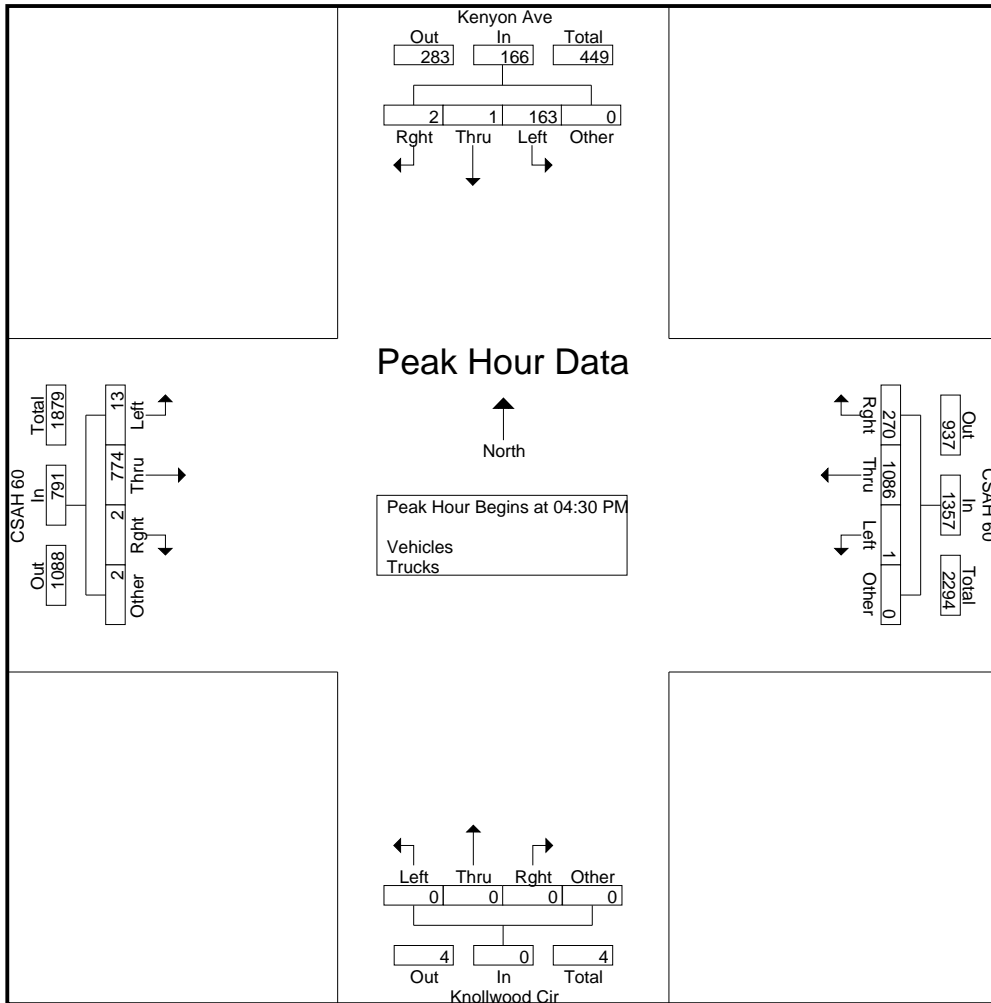 Kenyon Ave
Out In Total
283 166 449
2 1 163 0
Rght Thru Left Other
Peak Hour Data
North
Peak Hour Begins at 04:30 PM
Vehicles
Trucks
CSAH 60
Total In Out
1879 791 1088
13 774 2 2
Left Thru Rght Other
CSAH 60
Out In Total
937 1357 2294
270 1086 1 0
Rght Thru Left Other
Left Thru Rght Other
0 0 0 0
4 0 4
Out In Total
Knollwood Cir